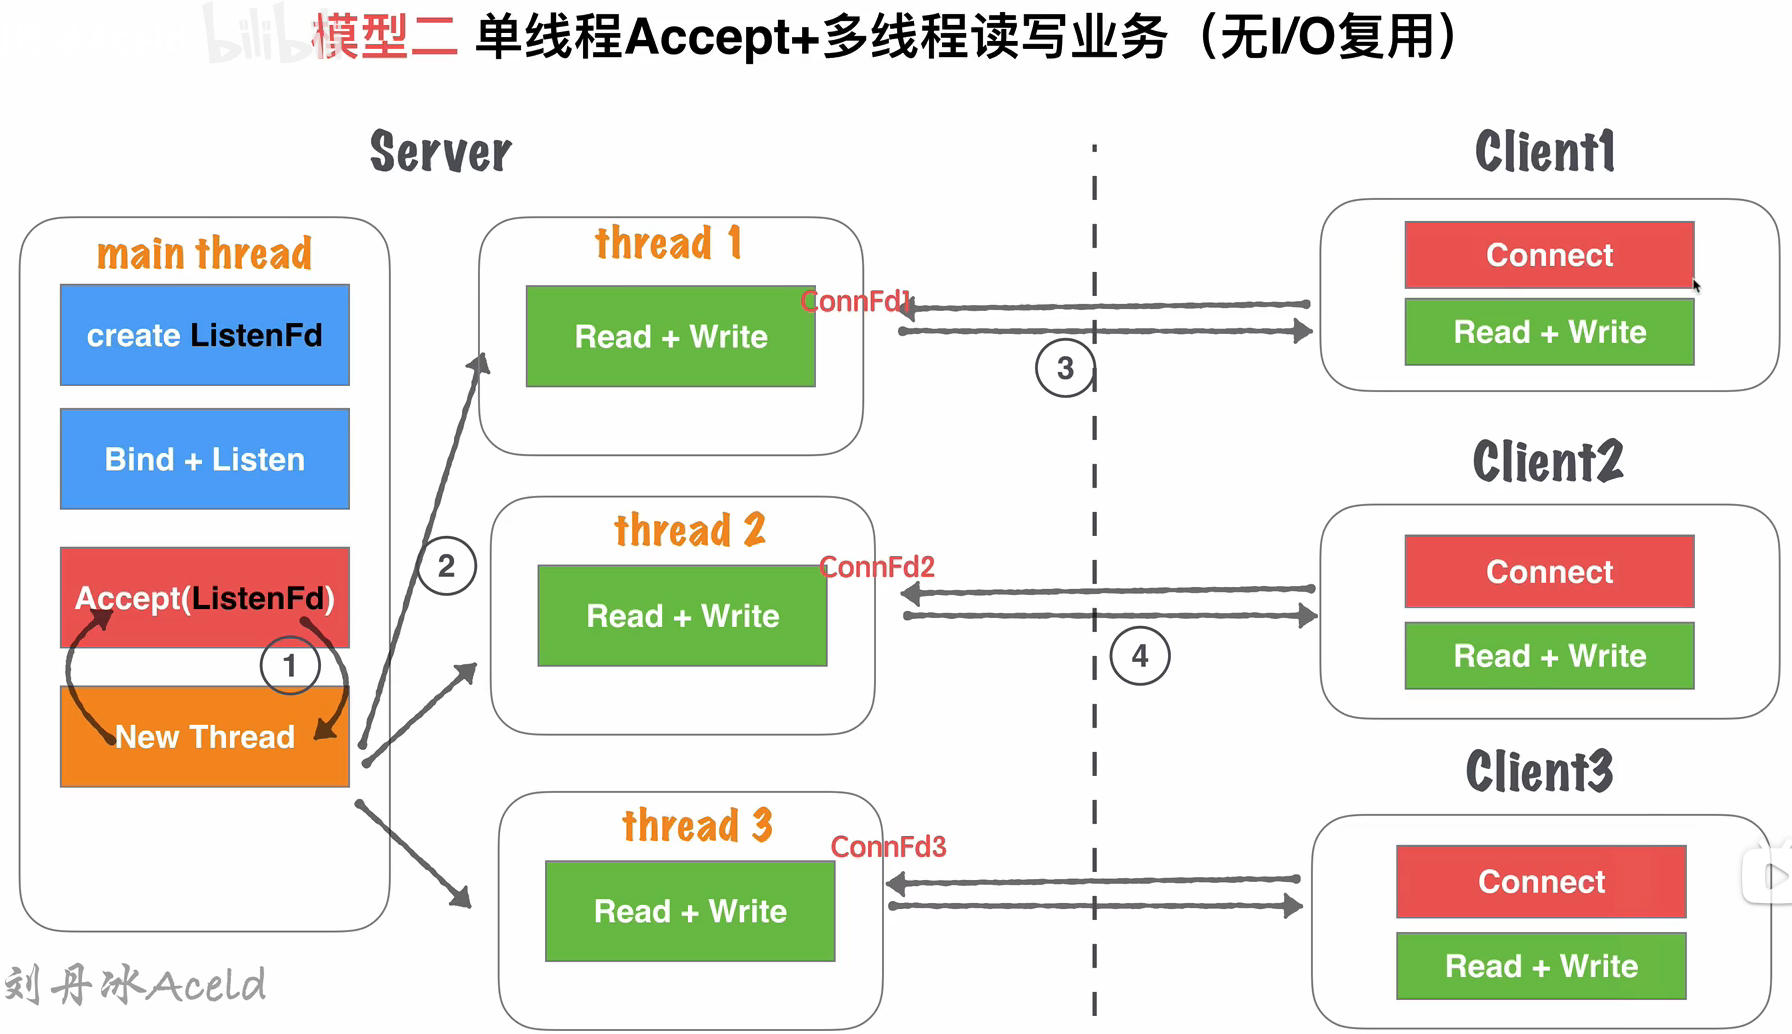 bilibili
模型二 单线程Accept+多线程读写业务（无I/O复用）
Server
main thread
create ListenFd
Bind + Listen
Accept(ListenFd)
1
New Thread
2
thread 1
ConnFd1
Read + Write
thread 2
ConnFd2
Read + Write
thread 3
ConnFd3
Read + Write
3
4
Client1
Connect
Read + Write
Client2
Connect
Read + Write
Client3
Connect
Read + Write
刘丹冰Aceld